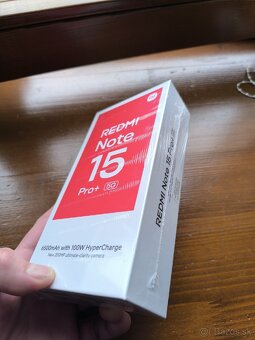 REDMI
Note
15
Pro+ 5G
6500mAh with 100W HyperCharge
New 200MP ultimate-clarity camera
REDMI Note 15 Pro+